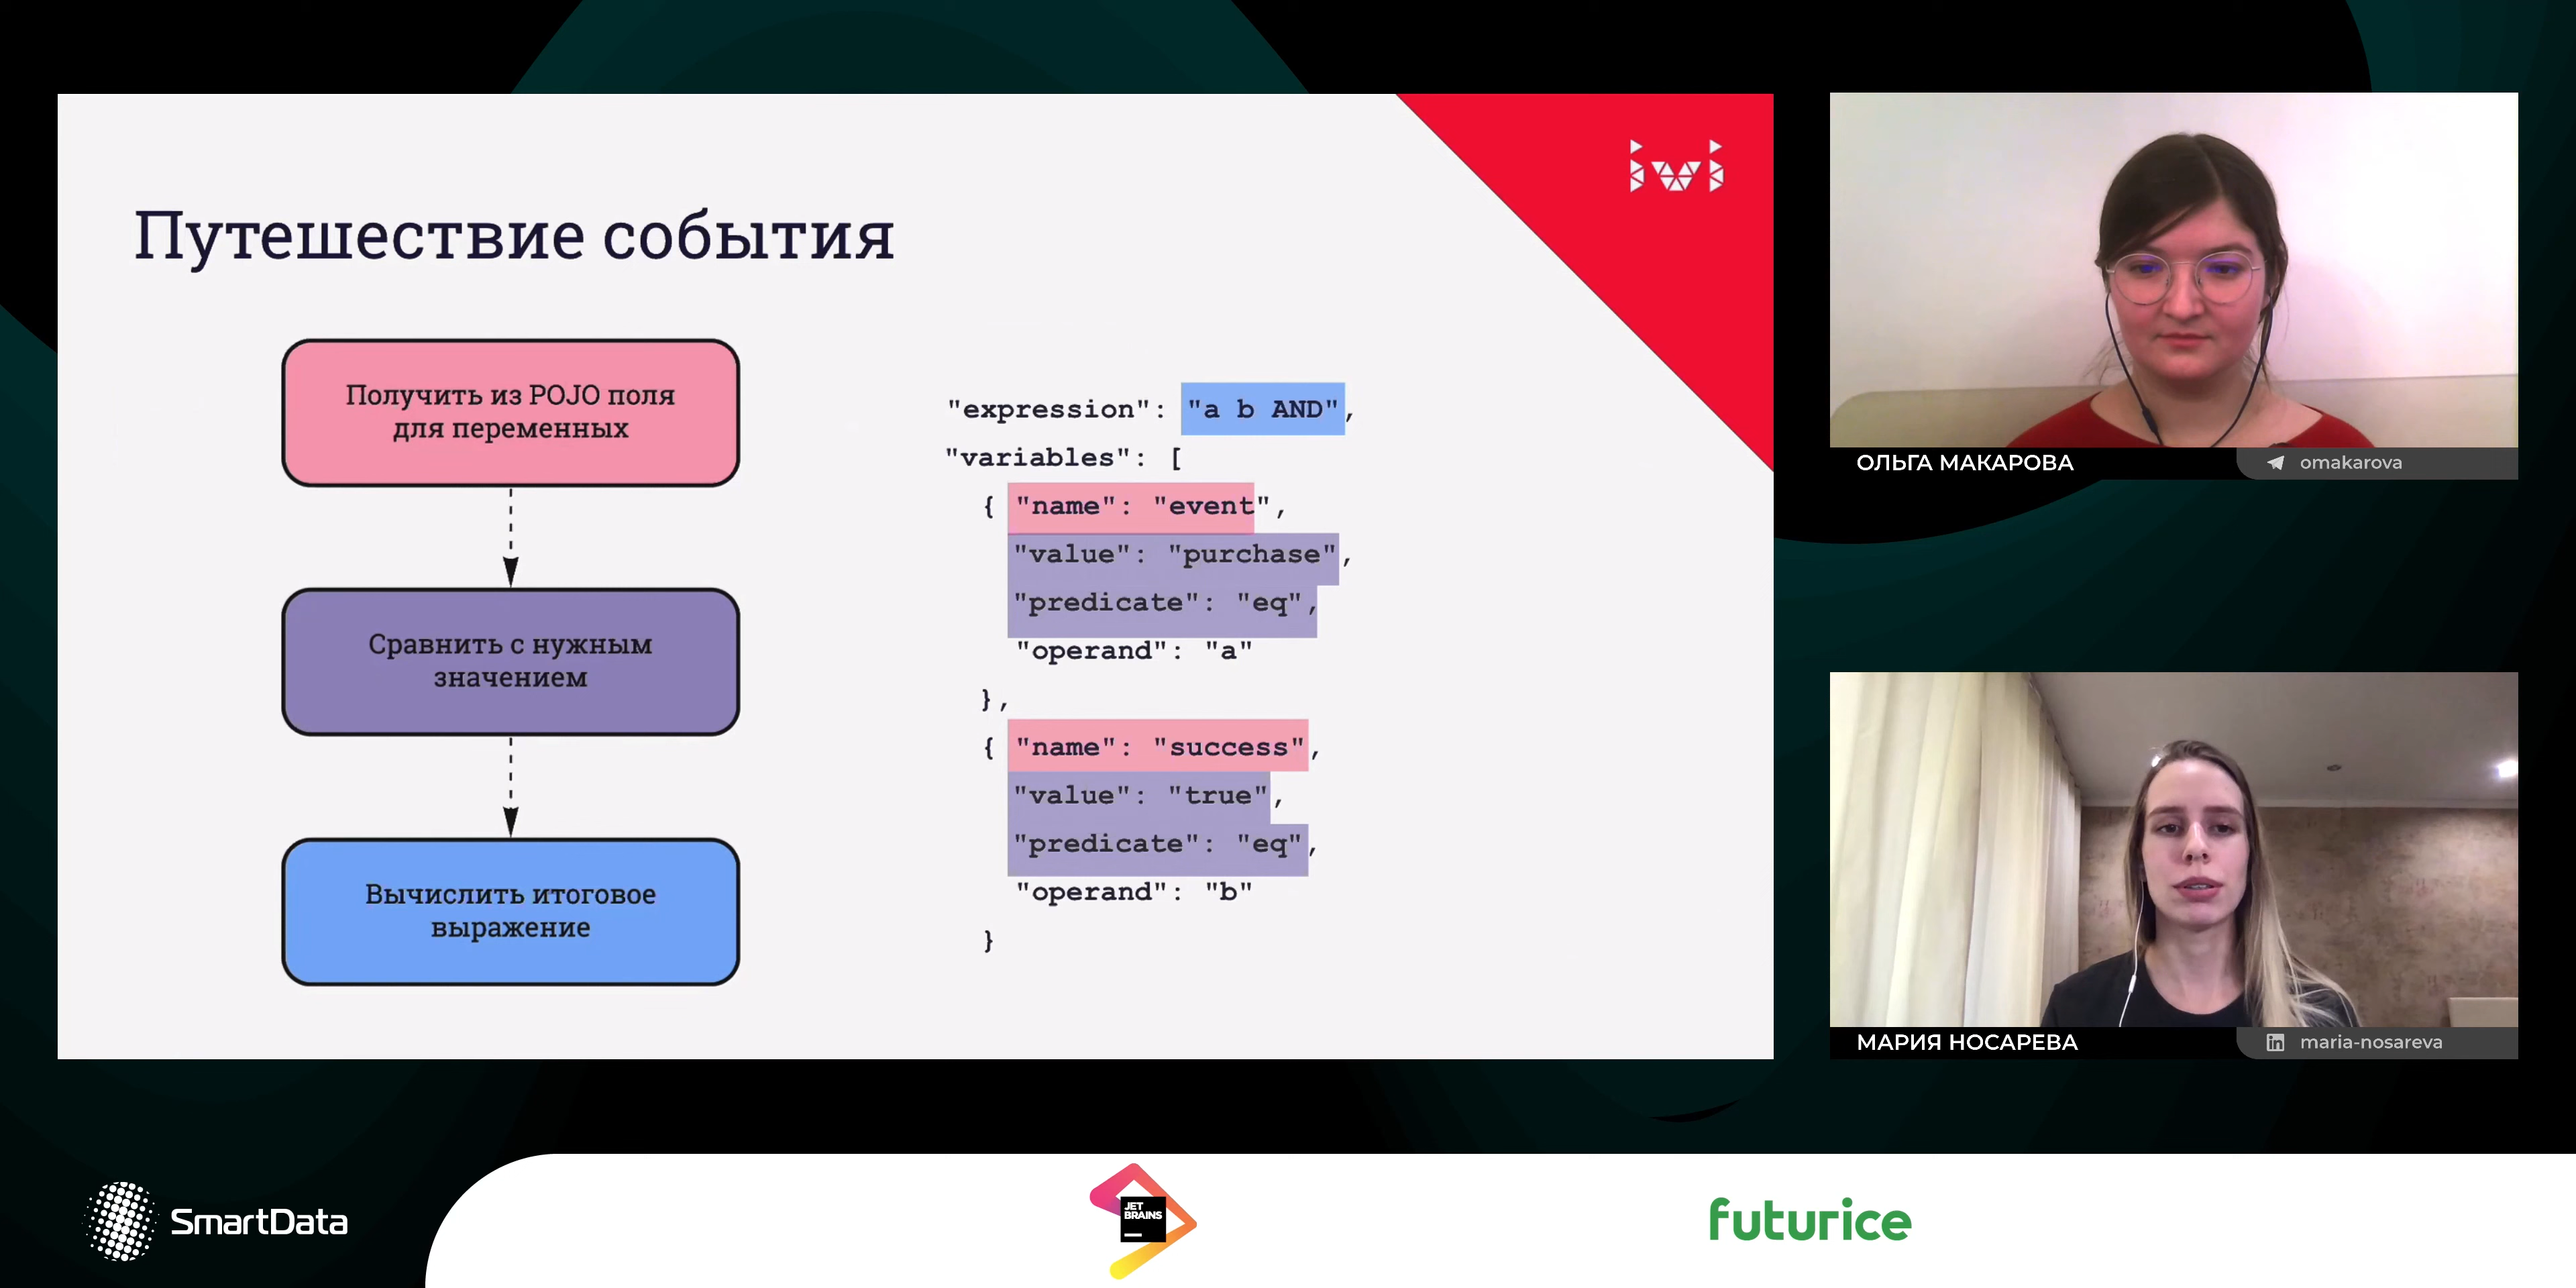 ivi
Путешествие события
Получить из POJO поля
для переменных
Сравнить с нужным
значением
Вычислить итоговое
выражение
"expression": "a b AND",
"variables": [
{ "name": "event",
"value": "purchase",
"predicate": "eq",
"operand": "a"
},
{ "name": "success",
"value": "true",
"predicate": "eq",
"operand": "b"
}
ОЛЬГА МАКАРОВА
omakarova
МАРИЯ НОСАРЕВА
in maria-nosareva
SmartData
JET
BRAINS
futurice